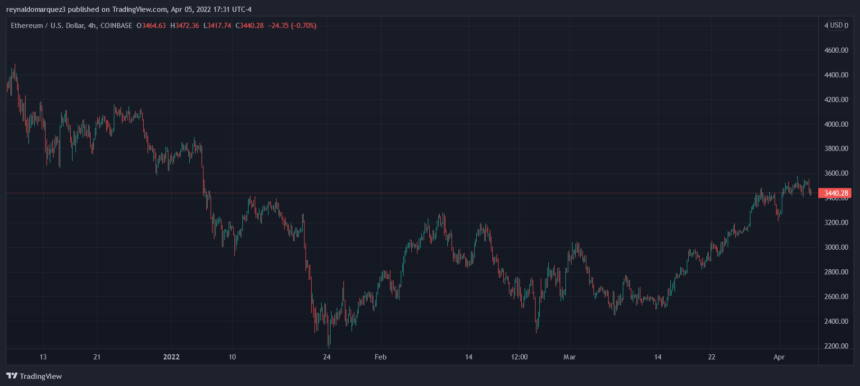 reynaldomarquez3 published on TradingView.com, Apr 05, 2022 17:31 UTC-4
Ethereum / U.S. Dollar, 4h, COINBASE O3464.63 H3472.36 L3417.74 C3440.28 −24.35 (−0.70%)
USD
4600.00
4400.00
4200.00
4000.00
3800.00
3600.00
3440.28
3400.00
3200.00
3000.00
2800.00
2600.00
2400.00
2200.00
13 21 2022 10 24 Feb 14 12:00 Mar 14 22 Apr
TradingView